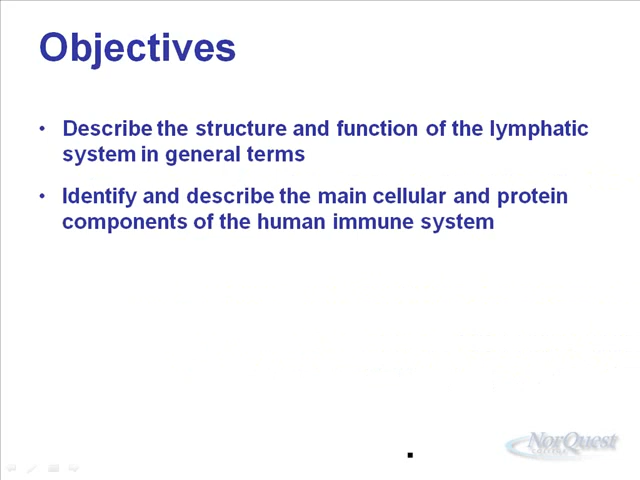 Objectives
• Describe the structure and function of the lymphatic
system in general terms
• Identify and describe the main cellular and protein
components of the human immune system
NorQuest